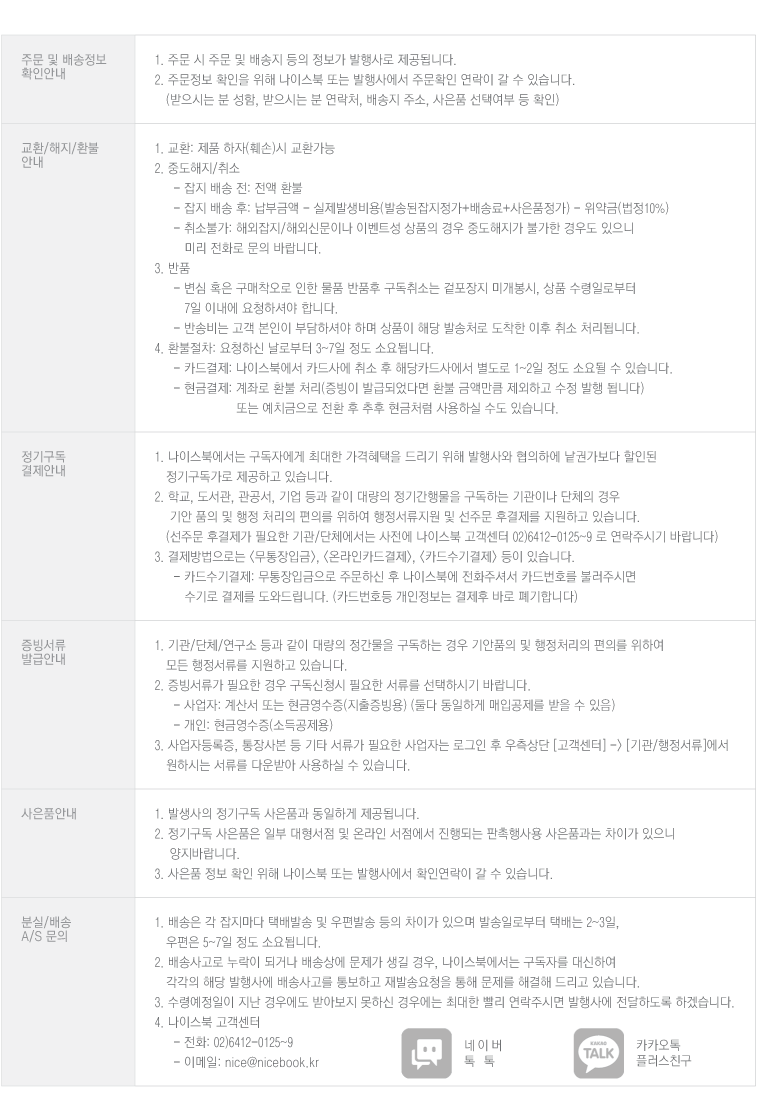 주문 및 배송정보
확인안내
1. 주문 시 주문 및 배송지 등의 정보가 발행사로 제공됩니다.
2. 주문정보 확인을 위해 나이스북 또는 발행사에서 주문확인 연락이 갈 수 있습니다.
(받으시는 분 성함, 받으시는 분 연락처, 배송지 주소, 사은품 선택여부 등 확인)
교환/해지/환불
안내
1. 교환: 제품 하자(훼손)시 교환가능
2. 중도해지/취소
- 잡지 배송 전: 전액 환불
- 잡지 배송 후: 납부금액 - 실제발생비용(발송된잡지정가+배송료+사은품정가) - 위약금(법정10%)
- 취소불가: 해외잡지/해외신문이나 이벤트성 상품의 경우 중도해지가 불가한 경우도 있으니
미리 전화로 문의 바랍니다.
3. 반품
- 변심 혹은 구매착오로 인한 물품 반품후 구독취소는 겉포장지 미개봉시, 상품 수령일로부터
7일 이내에 요청하셔야 합니다.
- 반송비는 고객 본인이 부담하셔야 하며 상품이 해당 발송처로 도착한 이후 취소 처리됩니다.
4. 환불절차: 요청하신 날로부터 3~7일 정도 소요됩니다.
- 카드결제: 나이스북에서 카드사에 취소 후 해당카드사에서 별도로 1~2일 정도 소요될 수 있습니다.
- 현금결제: 계좌로 환불 처리(증빙이 발급되었다면 환불 금액만큼 제외하고 수정 발행 됩니다)
또는 예치금으로 전환 후 추후 현금처럼 사용하실 수도 있습니다.
정기구독
결제안내
1. 나이스북에서는 구독자에게 최대한 가격혜택을 드리기 위해 발행사와 협의하에 낱권가보다 할인된
정기구독가로 제공하고 있습니다.
2. 학교, 도서관, 관공서, 기업 등과 같이 대량의 정기간행물을 구독하는 기관이나 단체의 경우
기안 품의 및 행정 처리의 편의를 위하여 행정서류지원 및 선주문 후결제를 지원하고 있습니다.
(선주문 후결제가 필요한 기관/단체에서는 사전에 나이스북 고객센터 02)6412-0125~9 로 연락주시기 바랍니다)
3. 결제방법으로는 <무통장입금>, <온라인카드결제>, <카드수기결제> 등이 있습니다.
- 카드수기결제: 무통장입금으로 주문하신 후 나이스북에 전화주셔서 카드번호를 불러주시면
수기로 결제를 도와드립니다. (카드번호등 개인정보는 결제후 바로 폐기합니다)
증빙서류
발급안내
1. 기관/단체/연구소 등과 같이 대량의 정간물을 구독하는 경우 기안품의 및 행정처리의 편의를 위하여
모든 행정서류를 지원하고 있습니다.
2. 증빙서류가 필요한 경우 구독신청시 필요한 서류를 선택하시기 바랍니다.
- 사업자: 계산서 또는 현금영수증(지출증빙용) (둘다 동일하게 매입공제를 받을 수 있음)
- 개인: 현금영수증(소득공제용)
3. 사업자등록증, 통장사본 등 기타 서류가 필요한 사업자는 로그인 후 우측상단 [고객센터] -> [기관/행정서류]에서
원하시는 서류를 다운받아 사용하실 수 있습니다.
사은품안내
1. 발생사의 정기구독 사은품과 동일하게 제공됩니다.
2. 정기구독 사은품은 일부 대형서점 및 온라인 서점에서 진행되는 판촉행사용 사은품과는 차이가 있으니
양지바랍니다.
3. 사은품 정보 확인 위해 나이스북 또는 발행사에서 확인연락이 갈 수 있습니다.
분실/배송
A/S 문의
1. 배송은 각 잡지마다 택배발송 및 우편발송 등의 차이가 있으며 발송일로부터 택배는 2~3일,
우편은 5~7일 정도 소요됩니다.
2. 배송사고로 누락이 되거나 배송상에 문제가 생길 경우, 나이스북에서는 구독자를 대신하여
각각의 해당 발행사에 배송사고를 통보하고 재발송요청을 통해 문제를 해결해 드리고 있습니다.
3. 수령예정일이 지난 경우에도 받아보지 못하신 경우에는 최대한 빨리 연락주시면 발행사에 전달하도록 하겠습니다.
4. 나이스북 고객센터
- 전화: 02)6412-0125~9
- 이메일: nice@nicebook.kr
네이버
톡톡
KAKAO
TALK
카카오톡
플러스친구